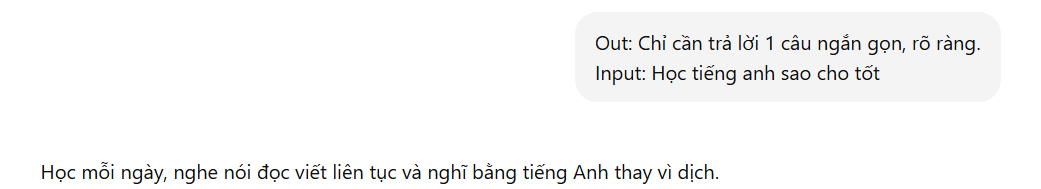 Out: Chỉ cần trả lời 1 câu ngắn gọn, rõ ràng.
Input: Học tiếng anh sao cho tốt
Học mỗi ngày, nghe nói đọc viết liên tục và nghĩ bằng tiếng Anh thay vì dịch.